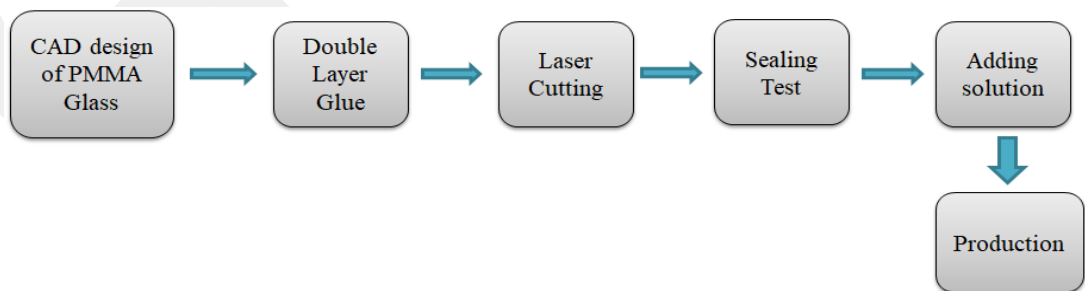 CAD design
of PMMA
Glass
Double
Layer
Glue
Laser
Cutting
Sealing
Test
Adding
solution
Production